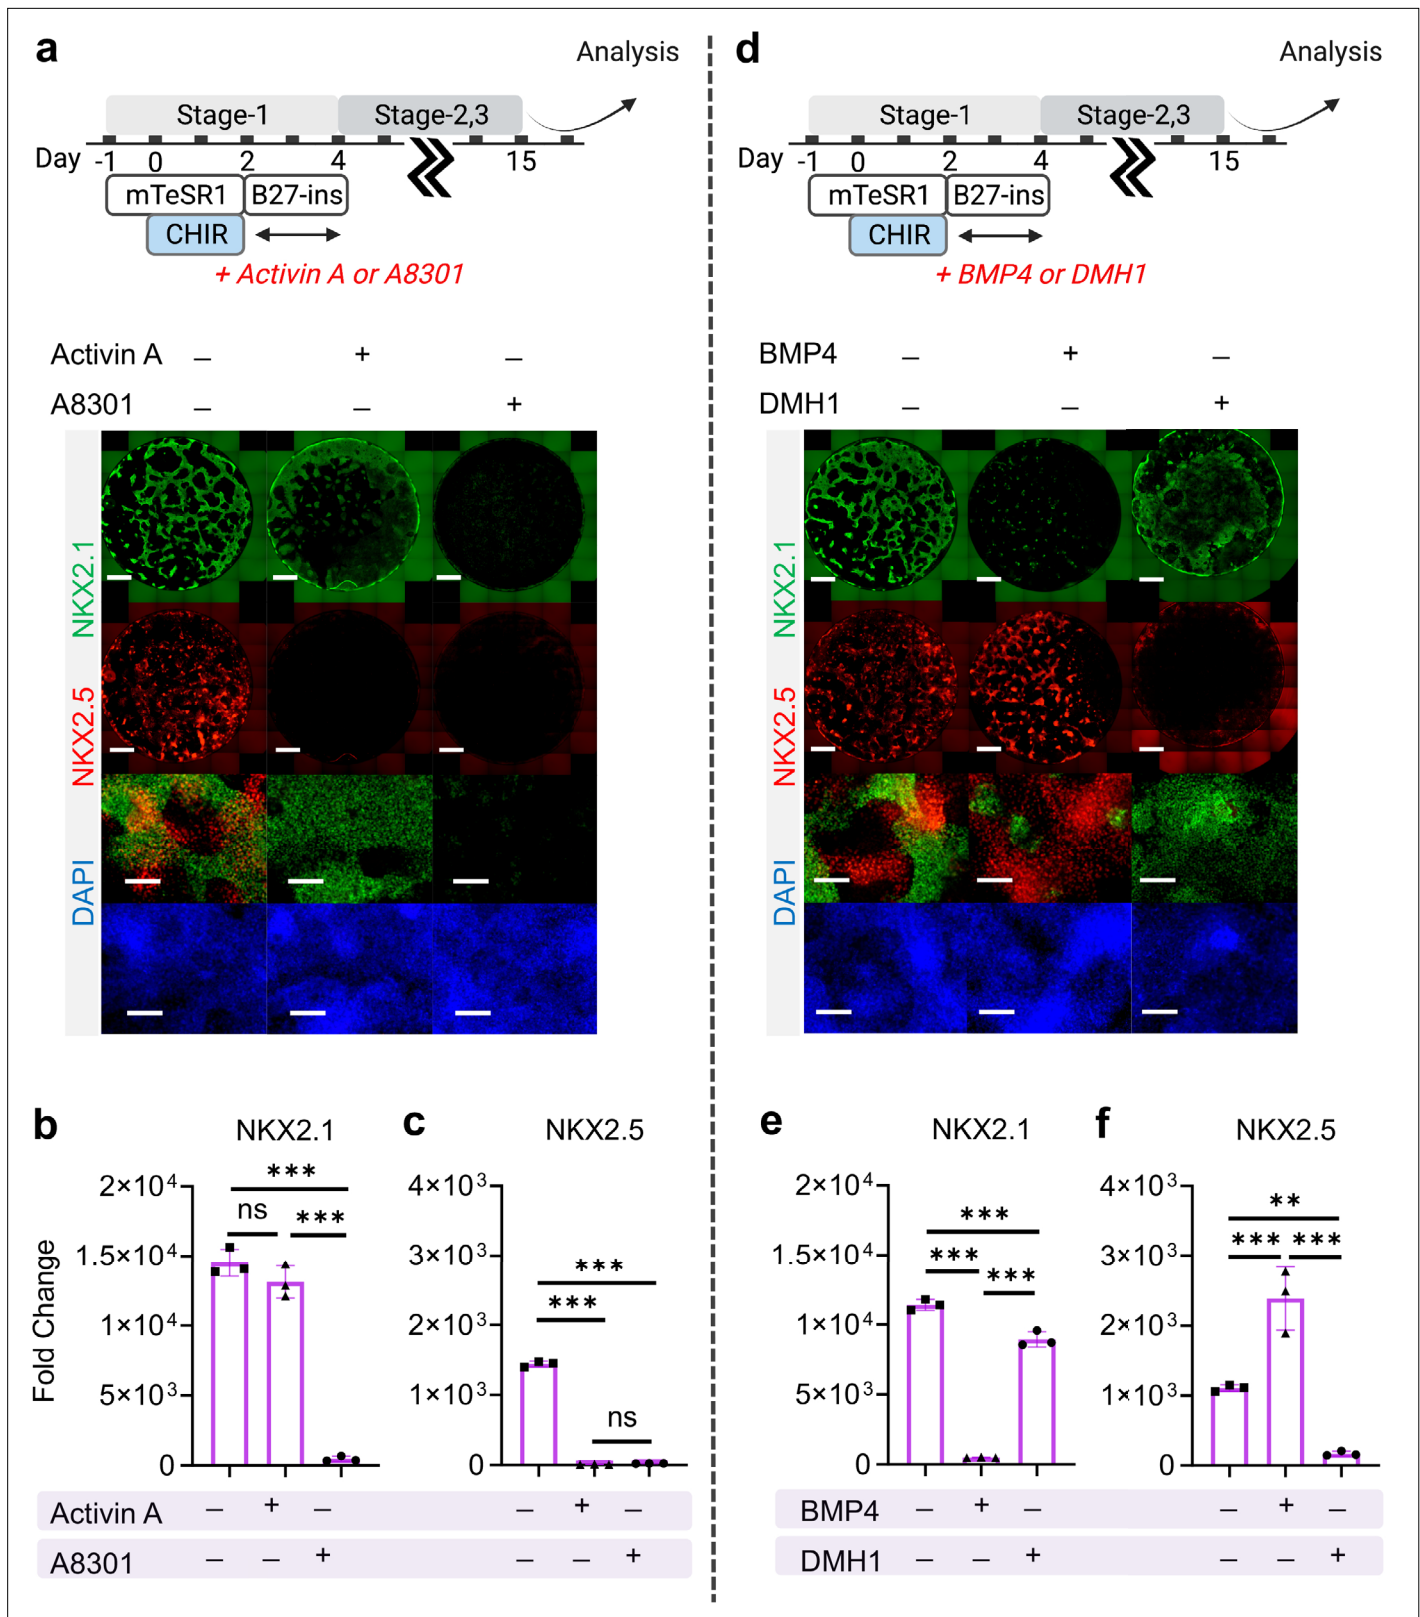 a
Analysis
Stage-1
Stage-2,3
Day -1 0 2 4 15
mTeSR1
B27-ins
CHIR
+ Activin A or A8301
Activin A – + –
A8301 – – +
NKX2.1
NKX2.5
DAPI
b
NKX2.1
Fold Change
2×10⁴
1.5×10⁴
1×10⁴
5×10³
0
***
ns
***
c
NKX2.5
4×10³
3×10³
2×10³
1×10³
0
***
***
ns
Activin A – + – – + –
A8301 – – + – – +
d
Analysis
Stage-1
Stage-2,3
Day -1 0 2 4 15
mTeSR1
B27-ins
CHIR
+ BMP4 or DMH1
BMP4 – + –
DMH1 – – +
NKX2.1
NKX2.5
DAPI
e
NKX2.1
2×10⁴
1.5×10⁴
1×10⁴
5×10³
0
***
***
***
f
NKX2.5
4×10³
3×10³
2×10³
1×10³
0
**
*** ***
BMP4 – + – – + –
DMH1 – – + – – +